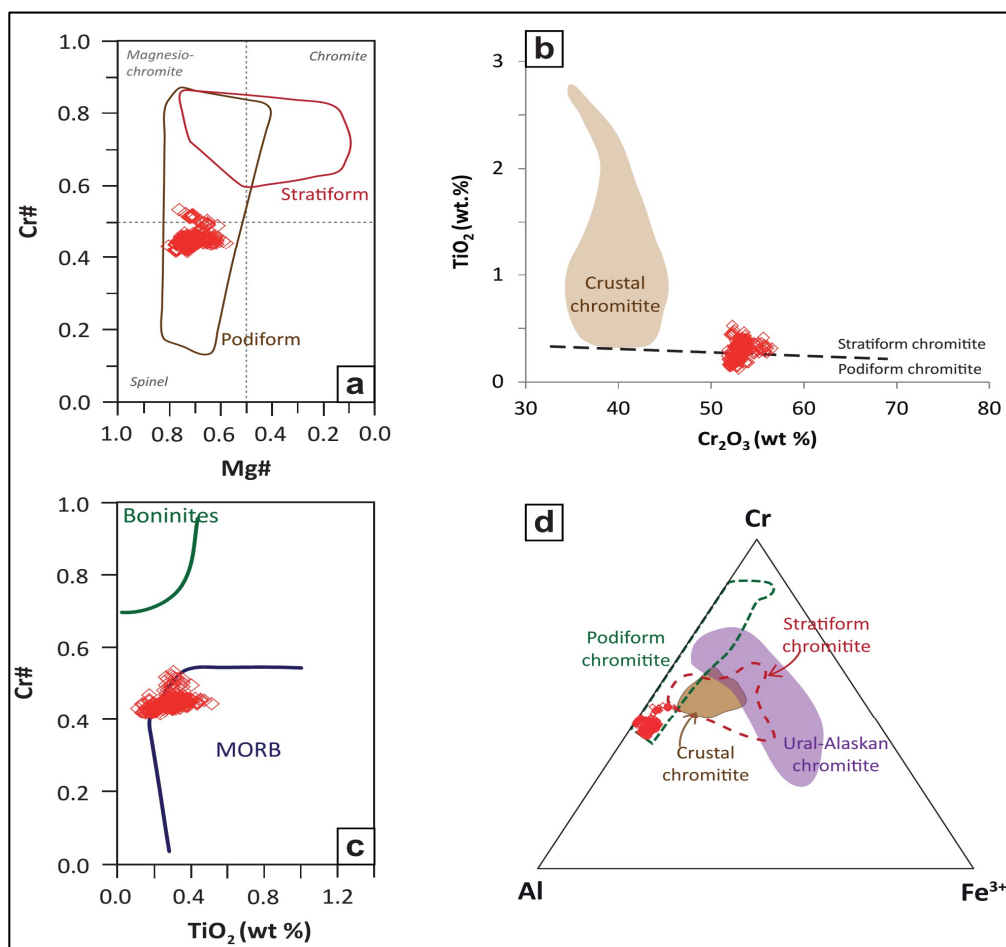 1.0
Magnesio-
chromite
Chromite
0.8
0.6
Stratiform
Cr#
0.4
0.2
Podiform
Spinel
a
0.0
1.0 0.8 0.6 0.4 0.2 0.0
Mg#
b
3
2
TiO₂ (wt.%)
1
Crustal
chromitite
Stratiform chromitite
Podiform chromitite
0
30 40 50 60 70 80
Cr₂O₃ (wt %)
1.0
Boninites
0.8
0.6
Cr#
0.4
MORB
0.2
c
0.0
0.0 0.4 0.8 1.2
TiO₂ (wt %)
d
Cr
Podiform
chromitite
Stratiform
chromitite
Crustal
chromitite
Ural-Alaskan
chromitite
Al
Fe³⁺